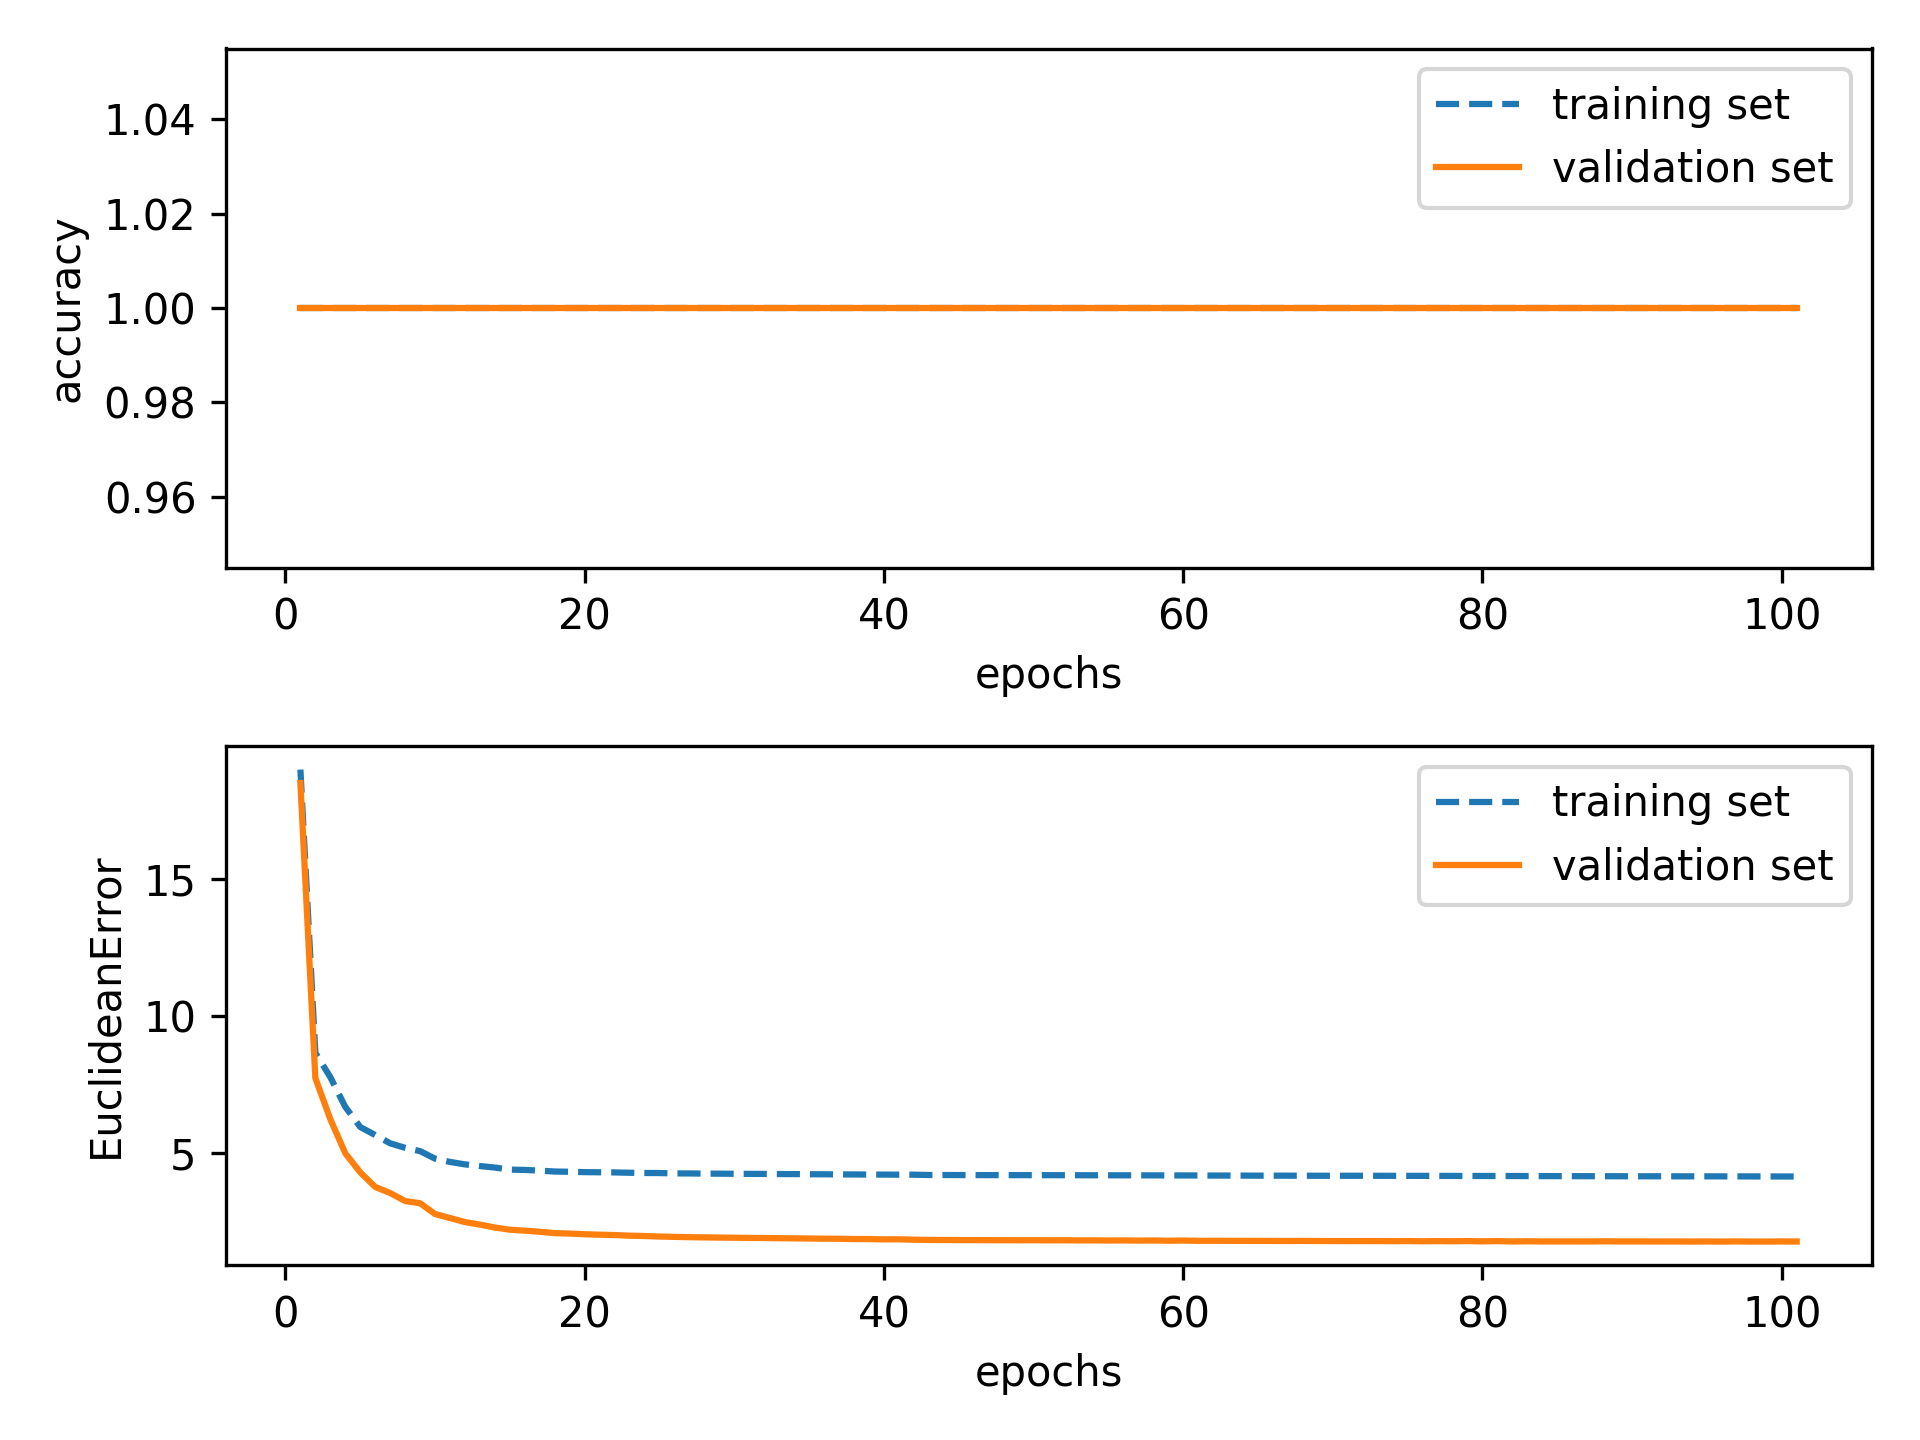 accuracy
1.04
1.02
1.00
0.98
0.96
training set
validation set
0 20 40 60 80 100
epochs
EuclideanError
15
10
5
training set
validation set
0 20 40 60 80 100
epochs